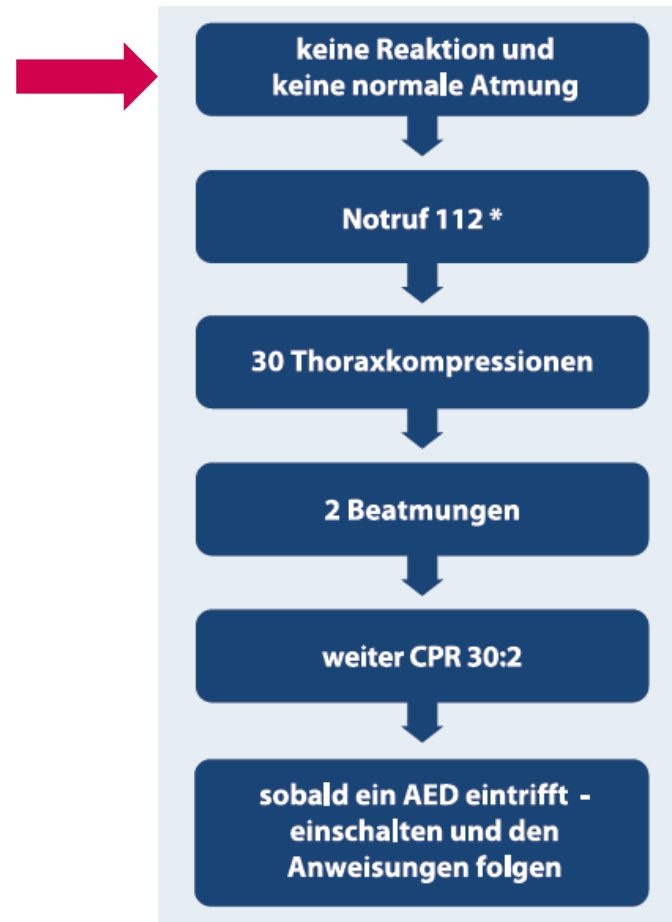 keine Reaktion und
keine normale Atmung
Notruf 112 *
30 Thoraxkompressionen
2 Beatmungen
weiter CPR 30:2
sobald ein AED eintrifft -
einschalten und den
Anweisungen folgen